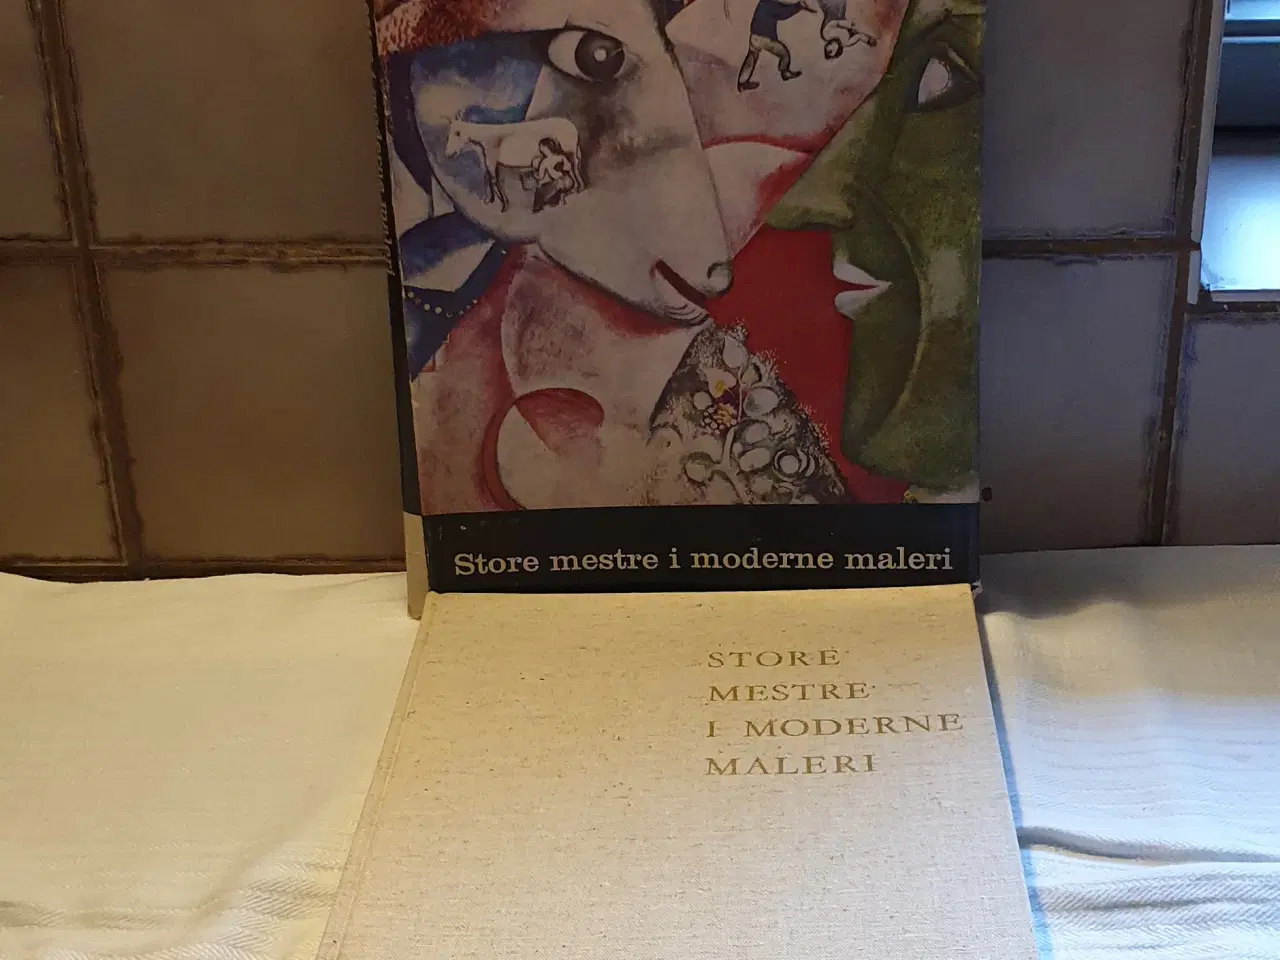 Store mestre i moderne maleri
STORE
MESTRE
I MODERNE
MALERI